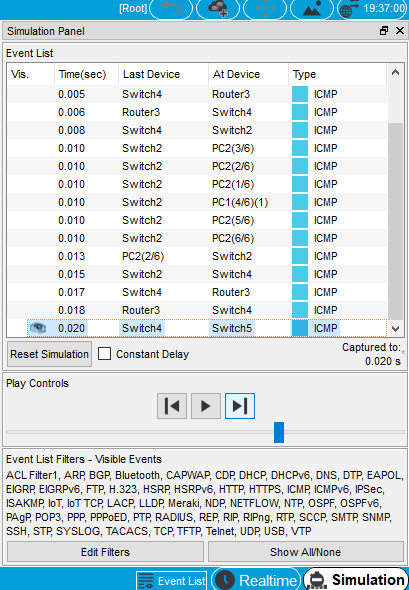 [Root] 19:37:00
Simulation Panel
Event List
Vis. Time(sec) Last Device At Device Type
0.005 Switch4 Router3 ICMP
0.006 Router3 Switch4 ICMP
0.008 Switch4 Switch2 ICMP
0.010 Switch2 PC2(3/6) ICMP
0.010 Switch2 PC2(2/6) ICMP
0.010 Switch2 PC2(1/6) ICMP
0.010 Switch2 PC1(4/6)(1) ICMP
0.010 Switch2 PC2(5/6) ICMP
0.010 Switch2 PC2(6/6) ICMP
0.013 PC2(2/6) Switch2 ICMP
0.015 Switch2 Switch4 ICMP
0.017 Switch4 Router3 ICMP
0.018 Router3 Switch4 ICMP
0.020 Switch4 Switch5 ICMP
Reset Simulation Constant Delay Captured to:
0.020 s
Play Controls
Event List Filters - Visible Events
ACL Filter1, ARP, BGP, Bluetooth, CAPWAP, CDP, DHCP, DHCPv6, DNS, DTP, EAPOL,
EIGRP, EIGRPv6, FTP, H.323, HSRP, HSRPv6, HTTP, HTTPS, ICMP, ICMPv6, IPSec,
ISAKMP, IoT, IoT TCP, LACP, LLDP, Meraki, NDP, NETFLOW, NTP, OSPF, OSPFv6,
PAgP, POP3, PPP, PPPoED, PTP, RADIUS, REP, RIP, RIPng, RTP, SCCP, SMTP, SNMP,
SSH, STP, SYSLOG, TACACS, TCP, TFTP, Telnet, UDP, USB, VTP
Edit Filters Show All/None
Event List Realtime Simulation